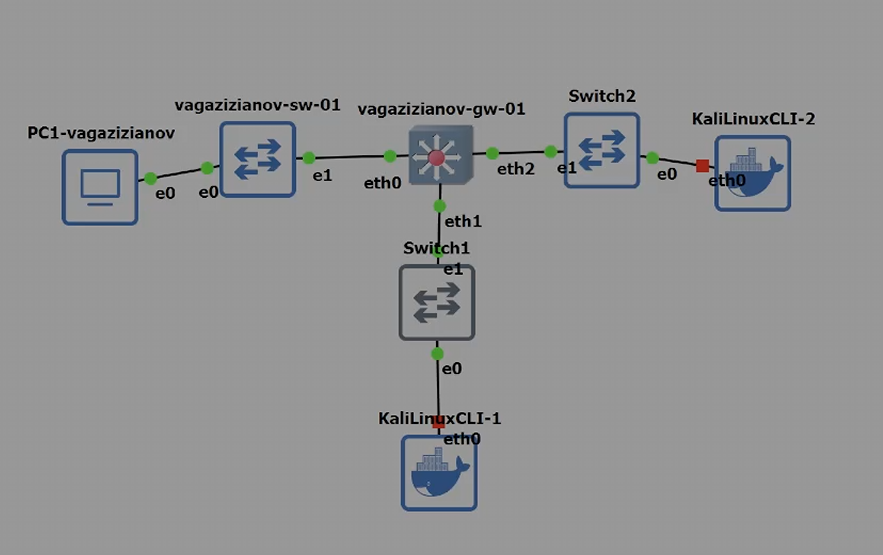 Switch2
vagazizianov-sw-01
vagazizianov-gw-01
KaliLinuxCLI-2
PC1-vagazizianov
e0
e0
e1
eth0
eth2
e1
e0
eth0
eth1
Switch1
e1
e0
KaliLinuxCLI-1
eth0